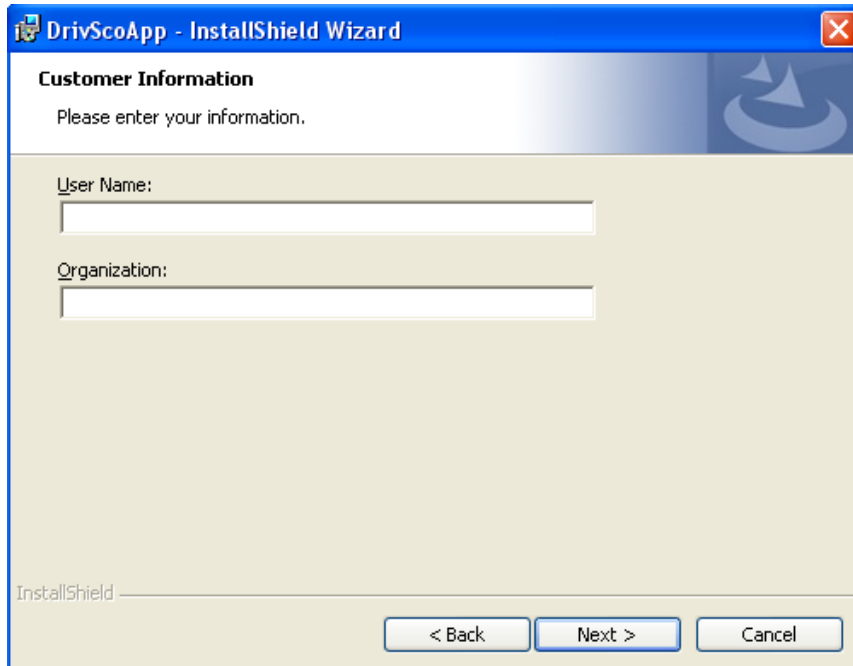 DrivScoApp - InstallShield Wizard
Customer Information
Please enter your information.
User Name:
Organization:
InstallShield
< Back
Next >
Cancel